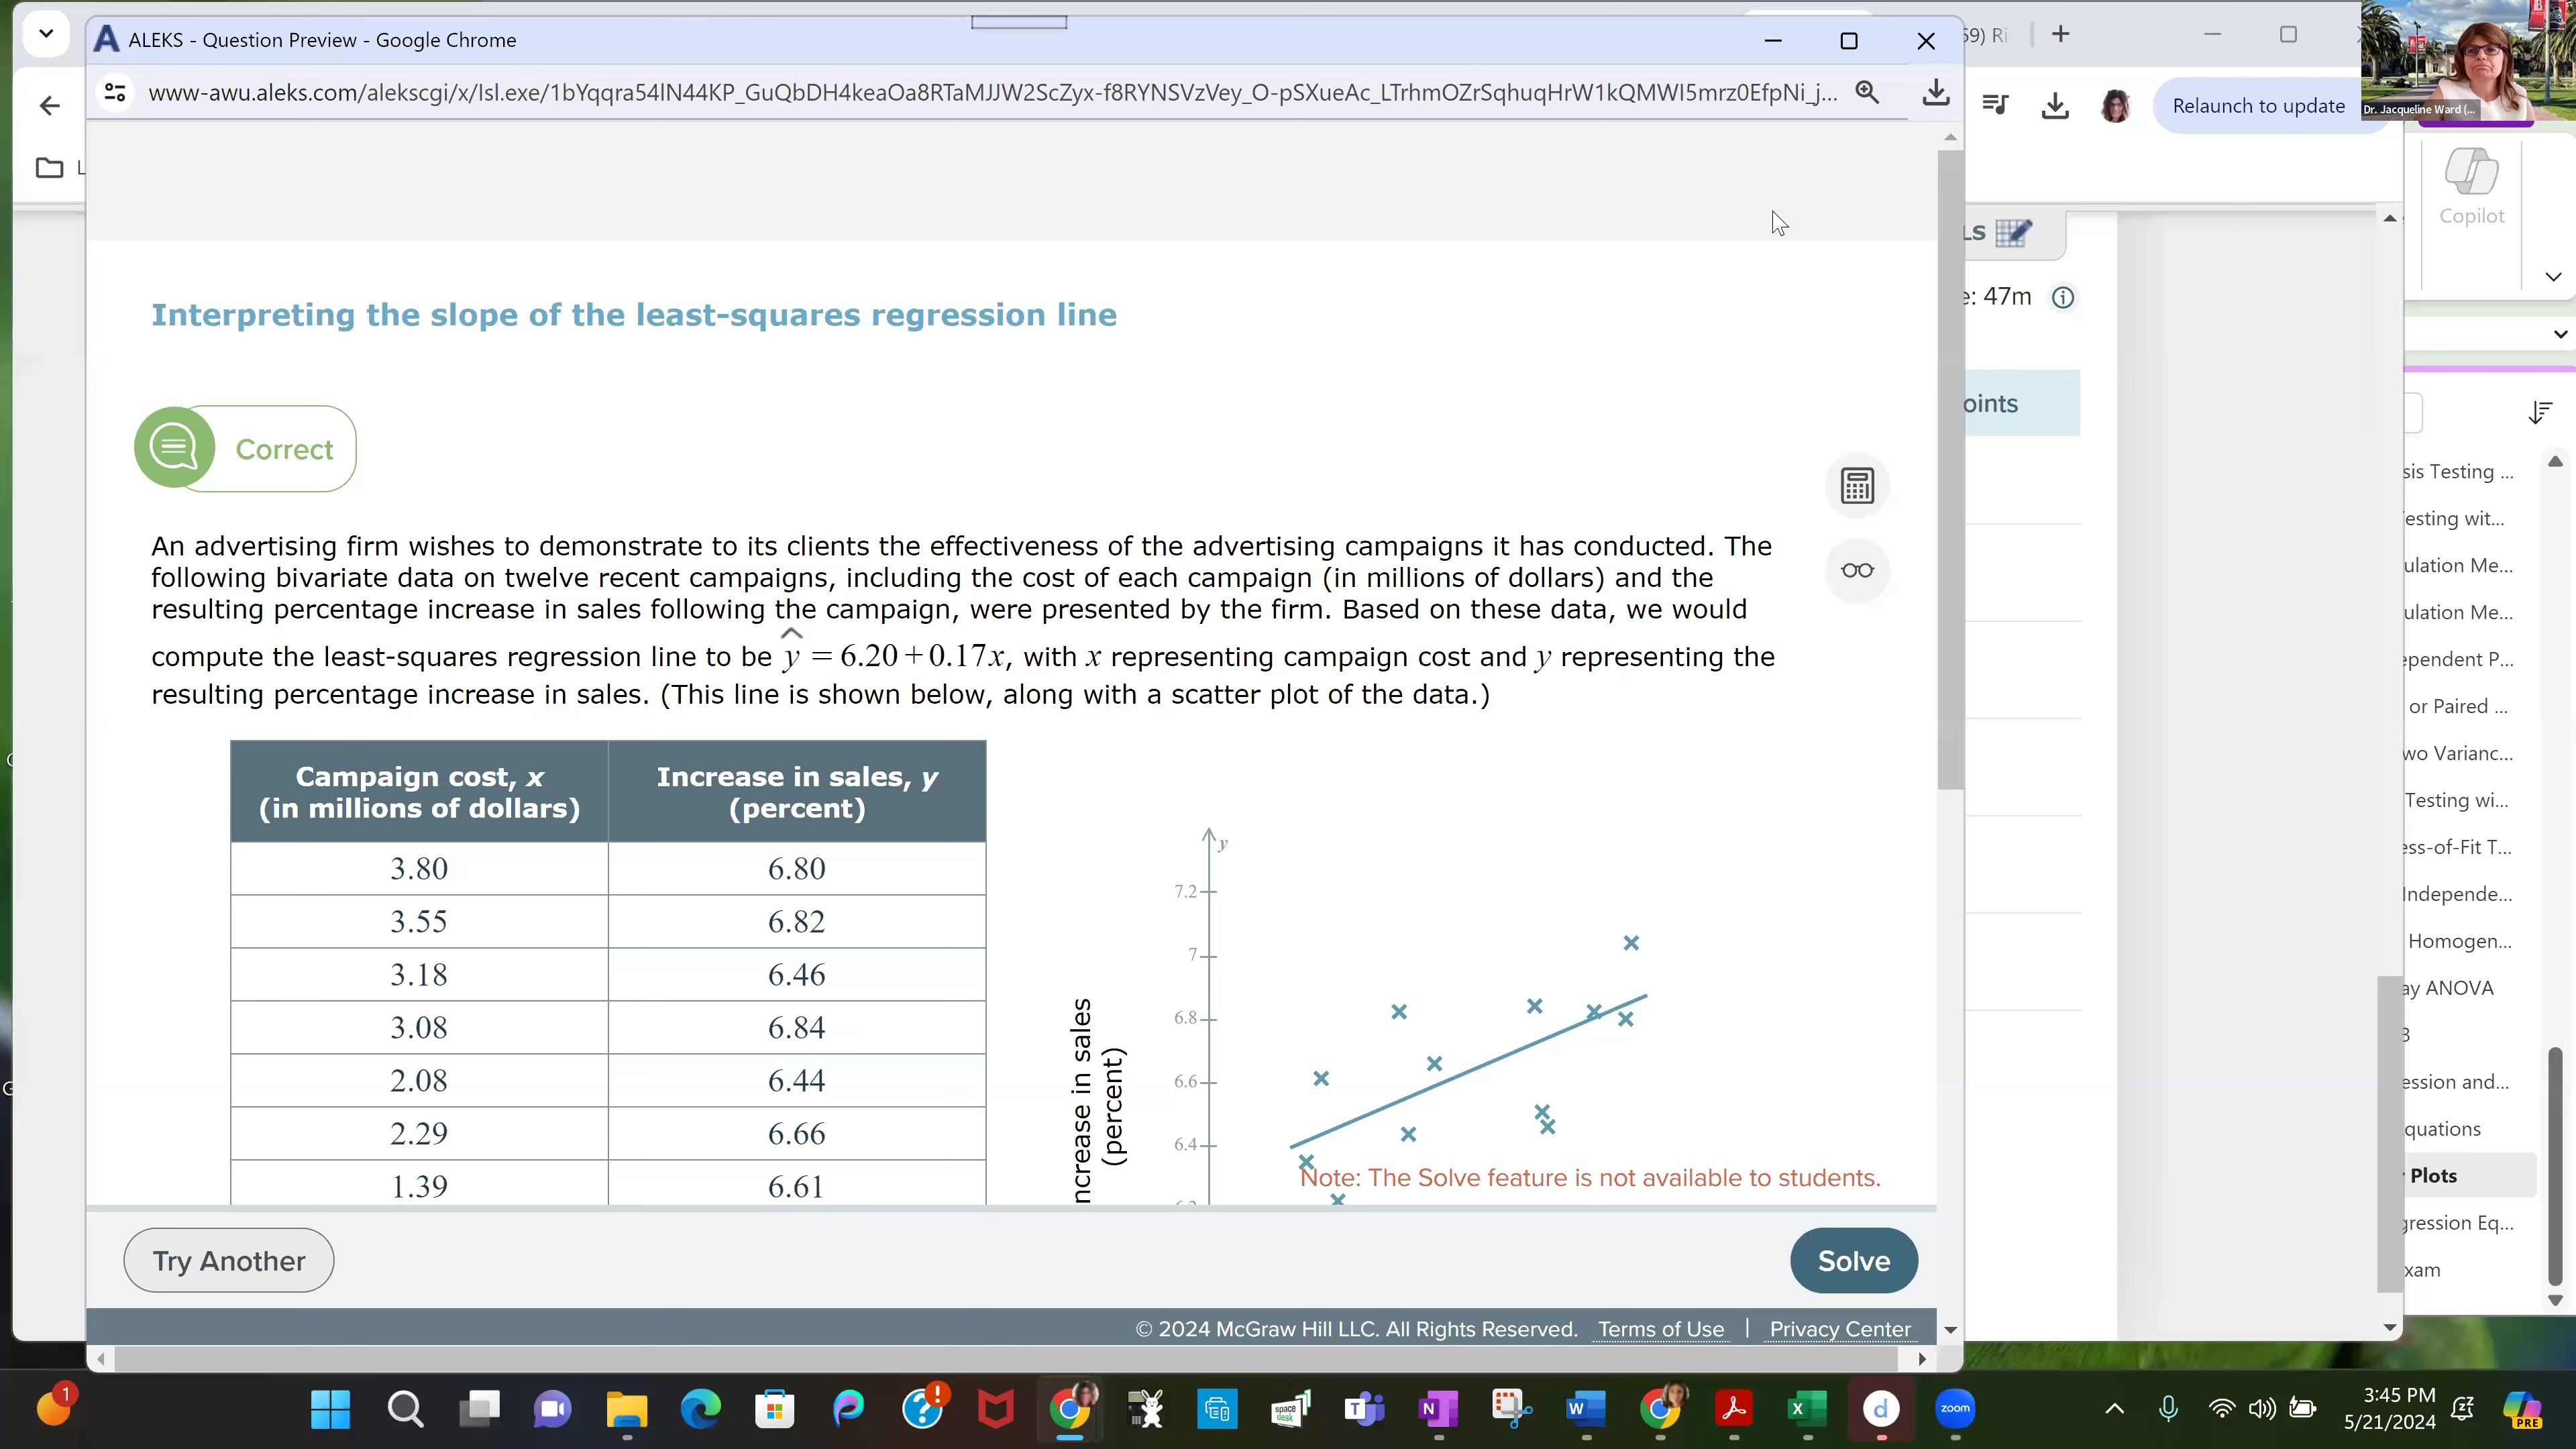 ALEKS - Question Preview - Google Chrome
69) Ri
www-awu.aleks.com/alekscgi/x/Isl.exe/1bYqqra54lN44KP_GuQbDH4keaOa8RTaMJJW2ScZyx-f8RYNSVzVey_O-pSXueAc_LTrhmOZrSqhuqHrW1kQMWI5mrz0EfpNi_j...
Relaunch to update
Dr. Jacqueline Ward (...
Copilot
LS
e: 47m
oints
Interpreting the slope of the least-squares regression line
Correct
An advertising firm wishes to demonstrate to its clients the effectiveness of the advertising campaigns it has conducted. The
following bivariate data on twelve recent campaigns, including the cost of each campaign (in millions of dollars) and the
resulting percentage increase in sales following the campaign, were presented by the firm. Based on these data, we would
compute the least-squares regression line to be ŷ = 6.20+0.17x, with x representing campaign cost and y representing the
resulting percentage increase in sales. (This line is shown below, along with a scatter plot of the data.)
Campaign cost, x
(in millions of dollars)
Increase in sales, y
(percent)
3.80 6.80
3.55 6.82
3.18 6.46
3.08 6.84
2.08 6.44
2.29 6.66
1.39 6.61
y
7.2
7
6.8
6.6
6.4
ncrease in sales
(percent)
Note: The Solve feature is not available to students.
Try Another
Solve
© 2024 McGraw Hill LLC. All Rights Reserved. Terms of Use | Privacy Center
sis Testing ...
esting wit...
ulation Me...
ulation Me...
ependent P...
or Paired ...
wo Varianc...
Testing wi...
ess-of-Fit T...
Independe...
Homogen...
ay ANOVA
ession and...
quations
Plots
gression Eq...
xam
1
space
desk
zoom
3:45 PM
5/21/2024
PRE